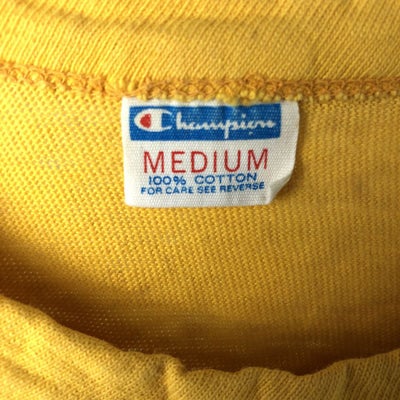 Champion
MEDIUM
100% COTTON
FOR CARE SEE REVERSE